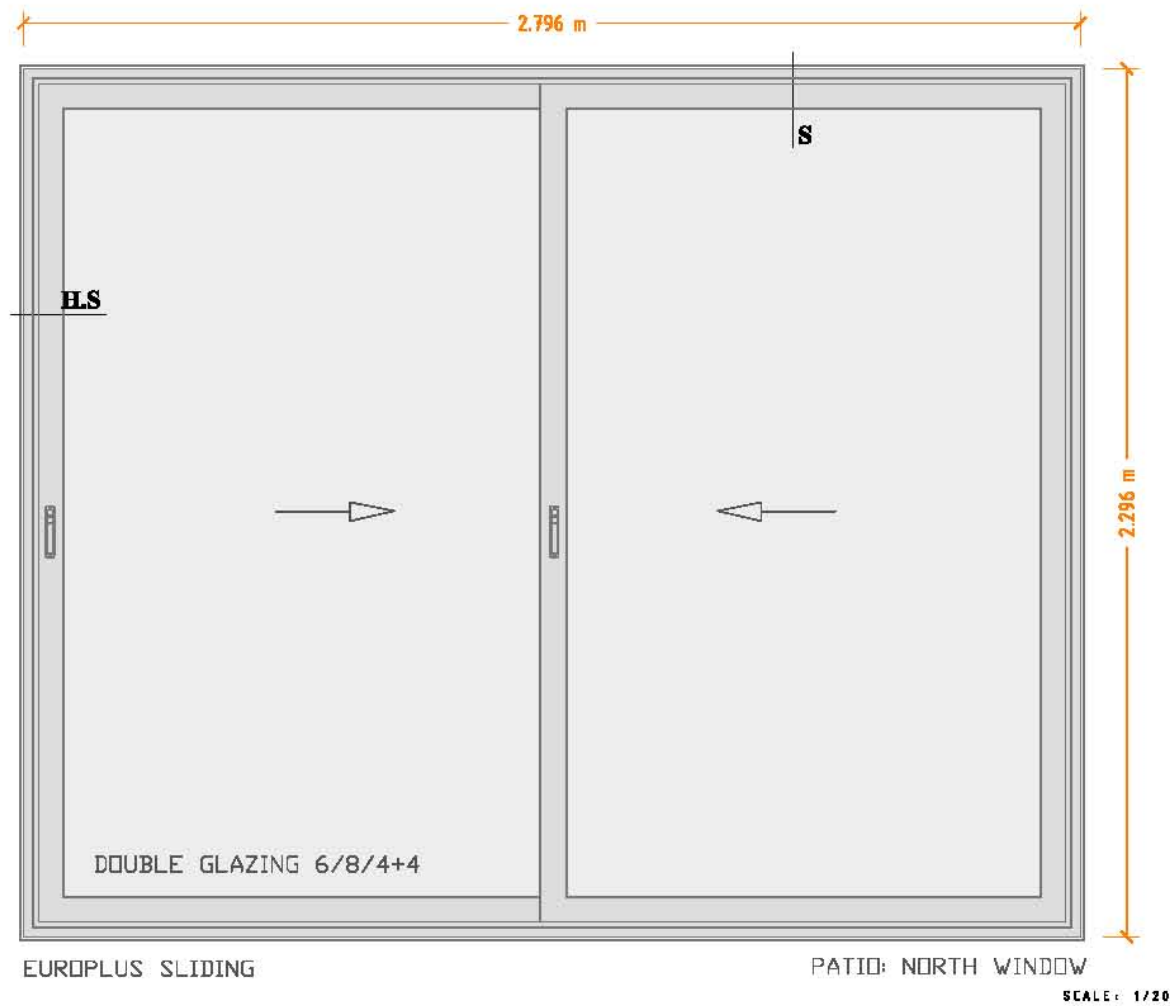 2.796 m
S
H.S
2.296 m
DOUBLE GLAZING 6/8/4+4
EUROPLUS SLIDING
PATIO: NORTH WINDOW
SCALE: 1/20